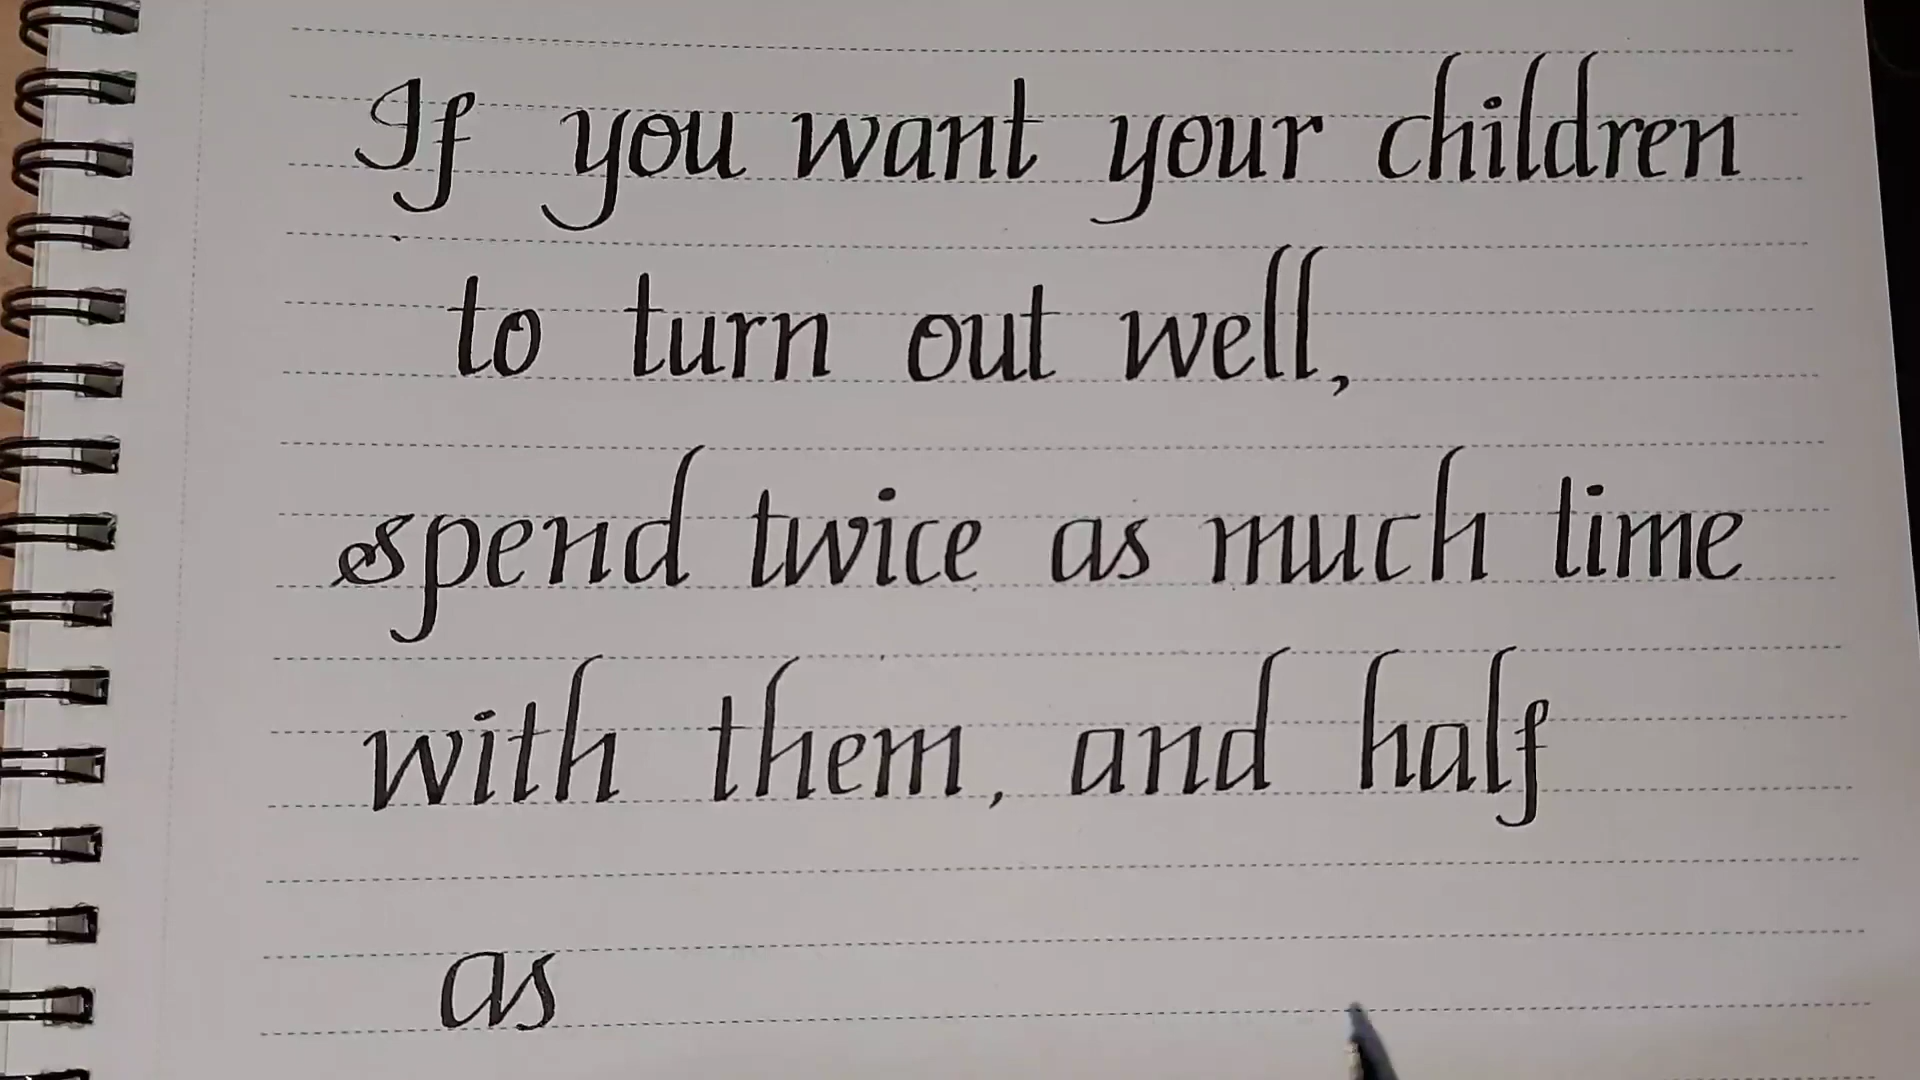 If you want your children
to turn out well,
spend twice as much time
with them, and half
as